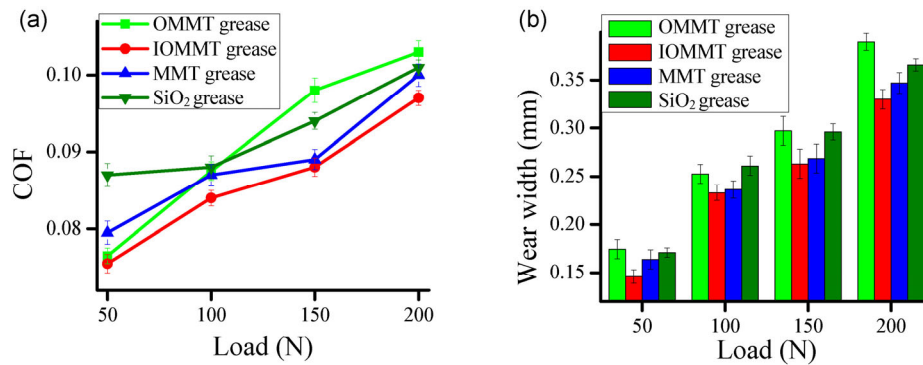 (a)
OMMT grease
IOMMT grease
MMT grease
SiO₂ grease
0.10
0.09
0.08
COF
50 100 150 200
Load (N)
(b)
OMMT grease
IOMMT grease
MMT grease
SiO₂ grease
0.35
0.30
0.25
0.15
Wear width (mm)
50 100 150 200
Load (N)